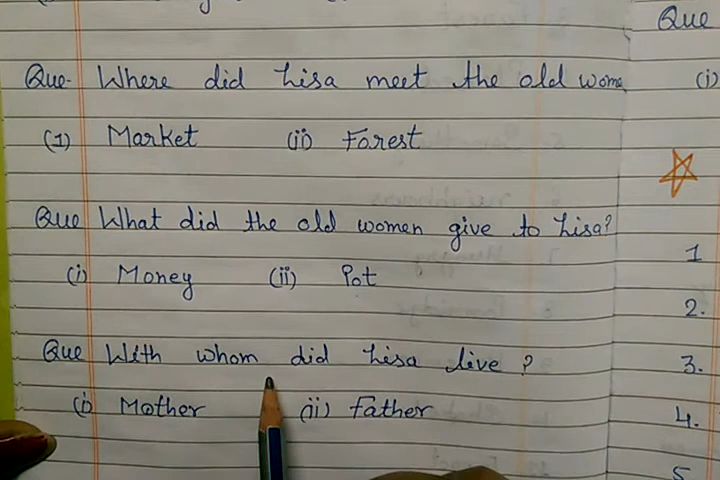 Que
Que. Where did Lisa meet the old wome
(i)
(1) Market (ii) Forest
Que What did the old women give to Lisa?
1
(i) Money (ii) Pot
2.
Que With whom did Lisa live ?
3.
(i) Mother (ii) Father
4.
5